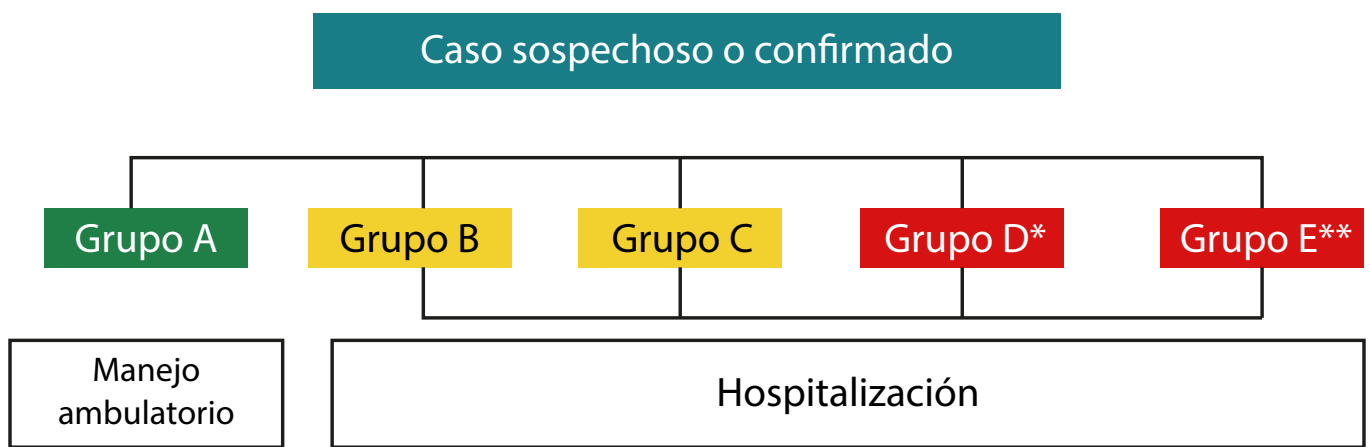 Caso sospechoso o confirmado
Grupo A
Grupo B
Grupo C
Grupo D*
Grupo E**
Manejo
ambulatorio
Hospitalización